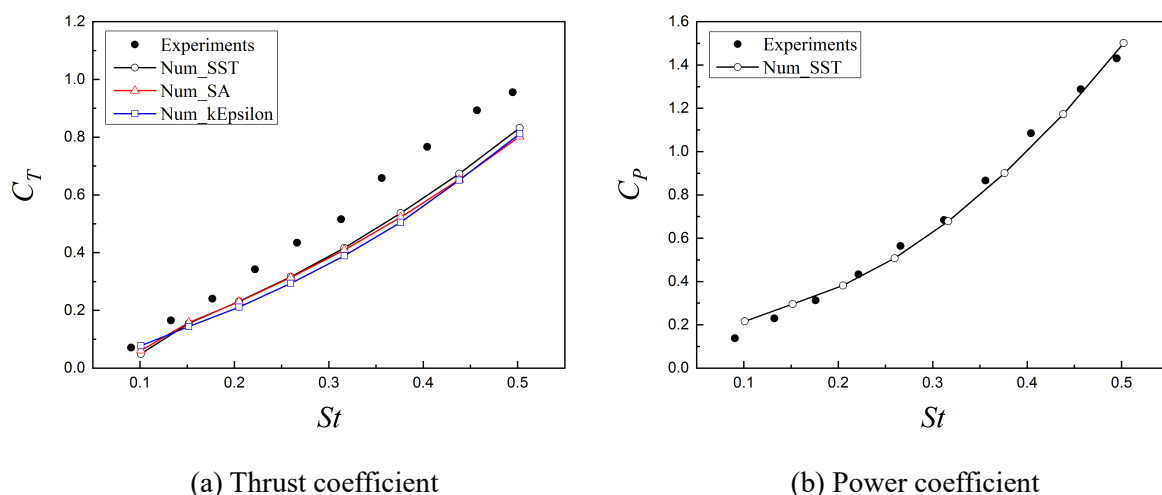 1.2
1.0
0.8
0.6
0.4
0.2
0.0
C_T
Experiments
Num_SST
Num_SA
Num_kEpsilon
0.1 0.2 0.3 0.4 0.5
St
(a) Thrust coefficient
1.6
1.4
1.2
1.0
0.8
0.6
0.4
0.2
0.0
C_P
Experiments
Num_SST
0.1 0.2 0.3 0.4 0.5
St
(b) Power coefficient